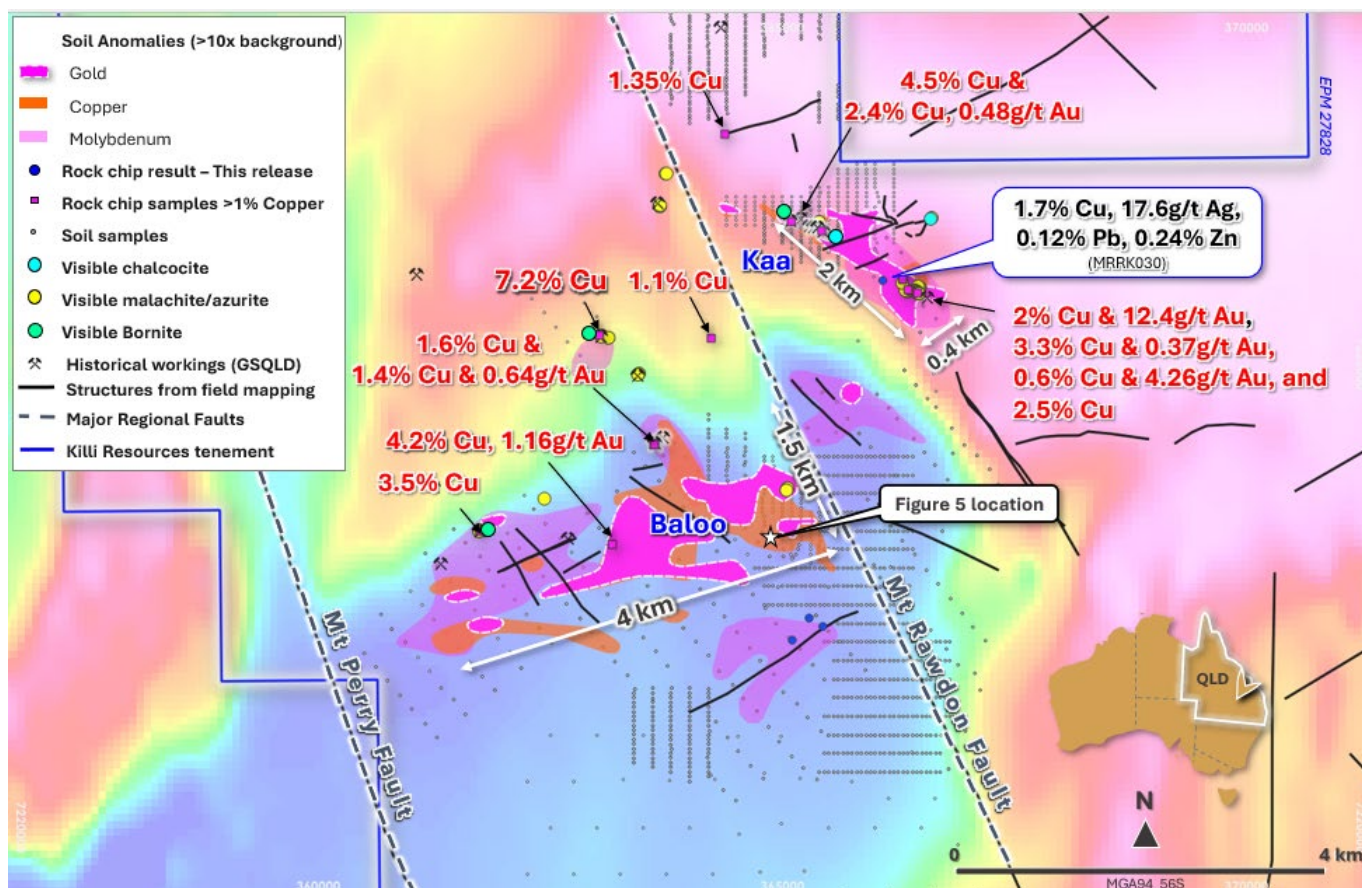 Soil Anomalies (>10x background)
Gold
Copper
Molybdenum
Rock chip result – This release
Rock chip samples >1% Copper
Soil samples
Visible chalcocite
Visible malachite/azurite
Visible Bornite
Historical workings (GSQLD)
Structures from field mapping
Major Regional Faults
Killi Resources tenement
370000
EPM 27828
1.35% Cu
4.5% Cu &
2.4% Cu, 0.48g/t Au
1.7% Cu, 17.6g/t Ag,
0.12% Pb, 0.24% Zn
(MRRK030)
Kaa
2 km
0.4 km
7.2% Cu
1.1% Cu
1.6% Cu &
1.4% Cu & 0.64g/t Au
2% Cu & 12.4g/t Au,
3.3% Cu & 0.37g/t Au,
0.6% Cu & 4.26g/t Au, and
2.5% Cu
4.2% Cu, 1.16g/t Au
3.5% Cu
1.5 km
Figure 5 location
Baloo
4 km
Mt Perry Fault
Mt Rawdon Fault
QLD
N
0
4 km
MGA94_56S
360000
365000
370000